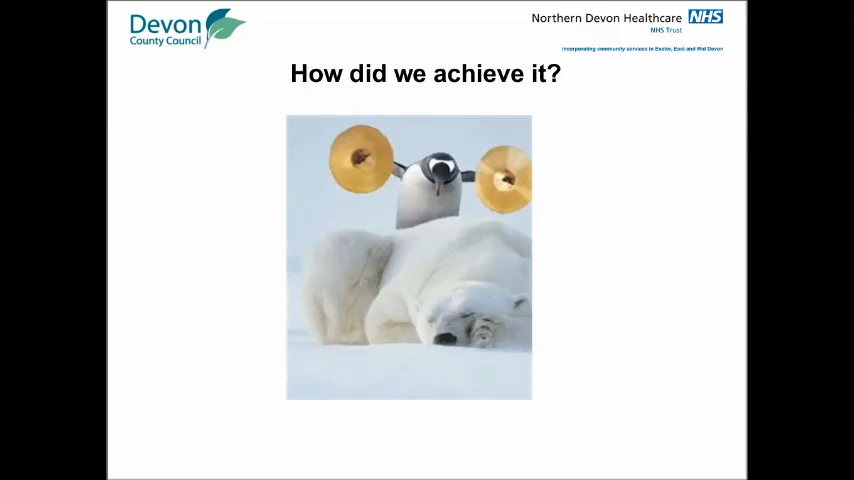 Devon
County Council
Northern Devon Healthcare NHS
NHS Trust
Incorporating community services in Exeter, East and Mid Devon
How did we achieve it?